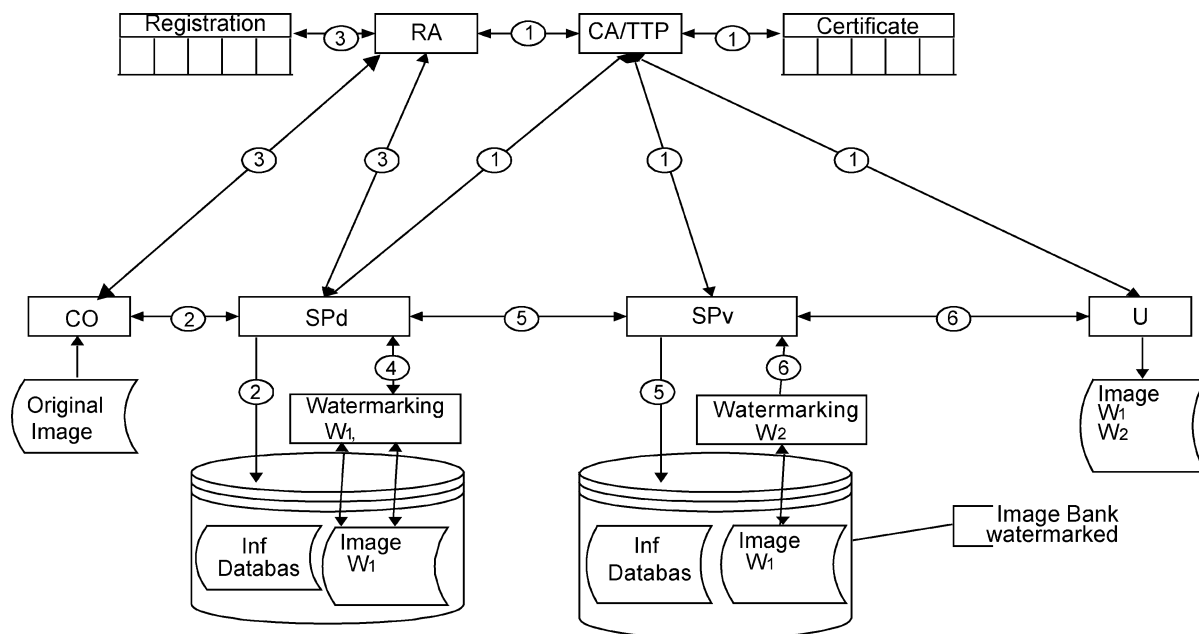 Registration
3
RA
1
CA/TTP
1
Certificate
3
3
1
1
1
CO
2
SPd
5
SPv
6
U
Original
Image
2
4
Watermarking
W1,
5
6
Watermarking
W2
Image
W1
W2
Inf
Databas
Image
W1
Inf
Databas
Image
W1
Image Bank
watermarked